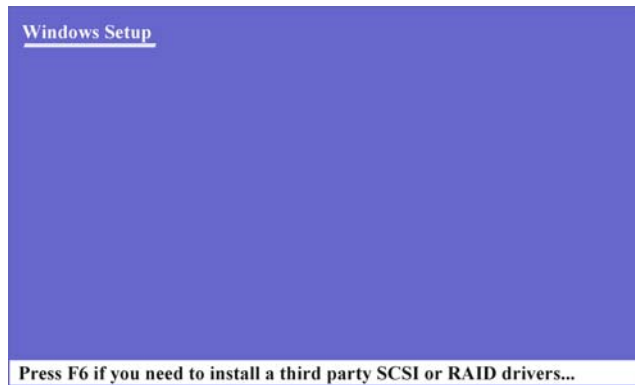 Windows Setup
Press F6 if you need to install a third party SCSI or RAID drivers...